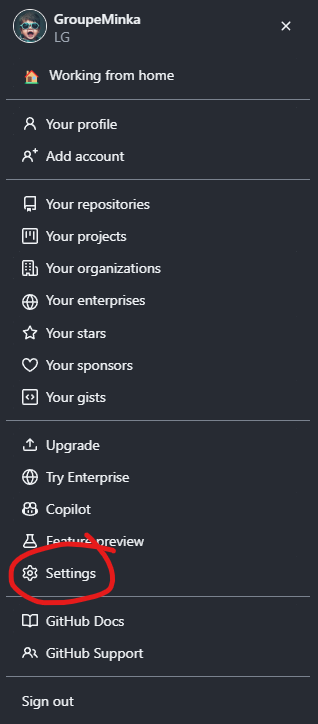 GroupeMinka
LG
Working from home
Your profile
Add account
Your repositories
Your projects
Your organizations
Your enterprises
Your stars
Your sponsors
Your gists
Upgrade
Try Enterprise
Copilot
Feature preview
Settings
GitHub Docs
GitHub Support
Sign out